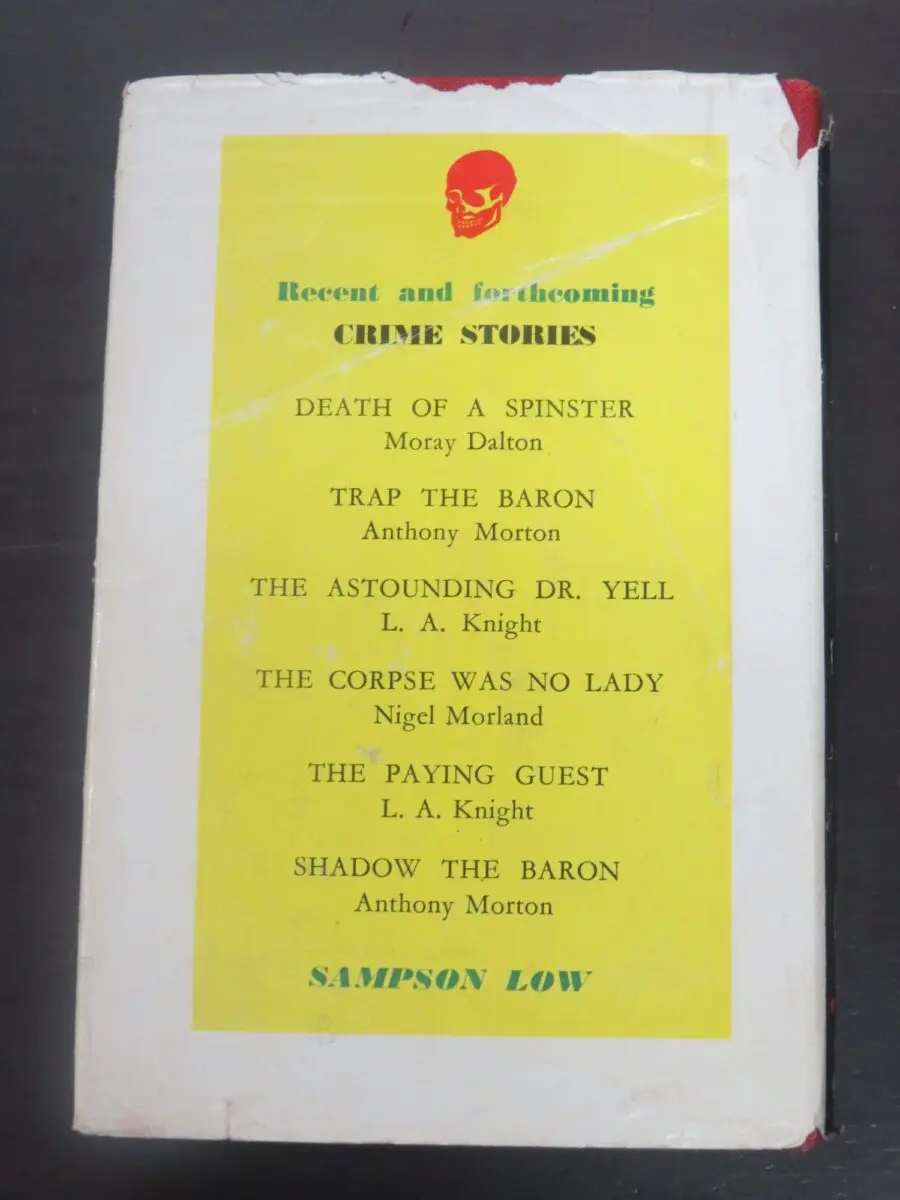 Recent and forthcoming
CRIME STORIES
DEATH OF A SPINSTER
Moray Dalton
TRAP THE BARON
Anthony Morton
THE ASTOUNDING DR. YELL
L. A. Knight
THE CORPSE WAS NO LADY
Nigel Morland
THE PAYING GUEST
L. A. Knight
SHADOW THE BARON
Anthony Morton
SAMPSON LOW